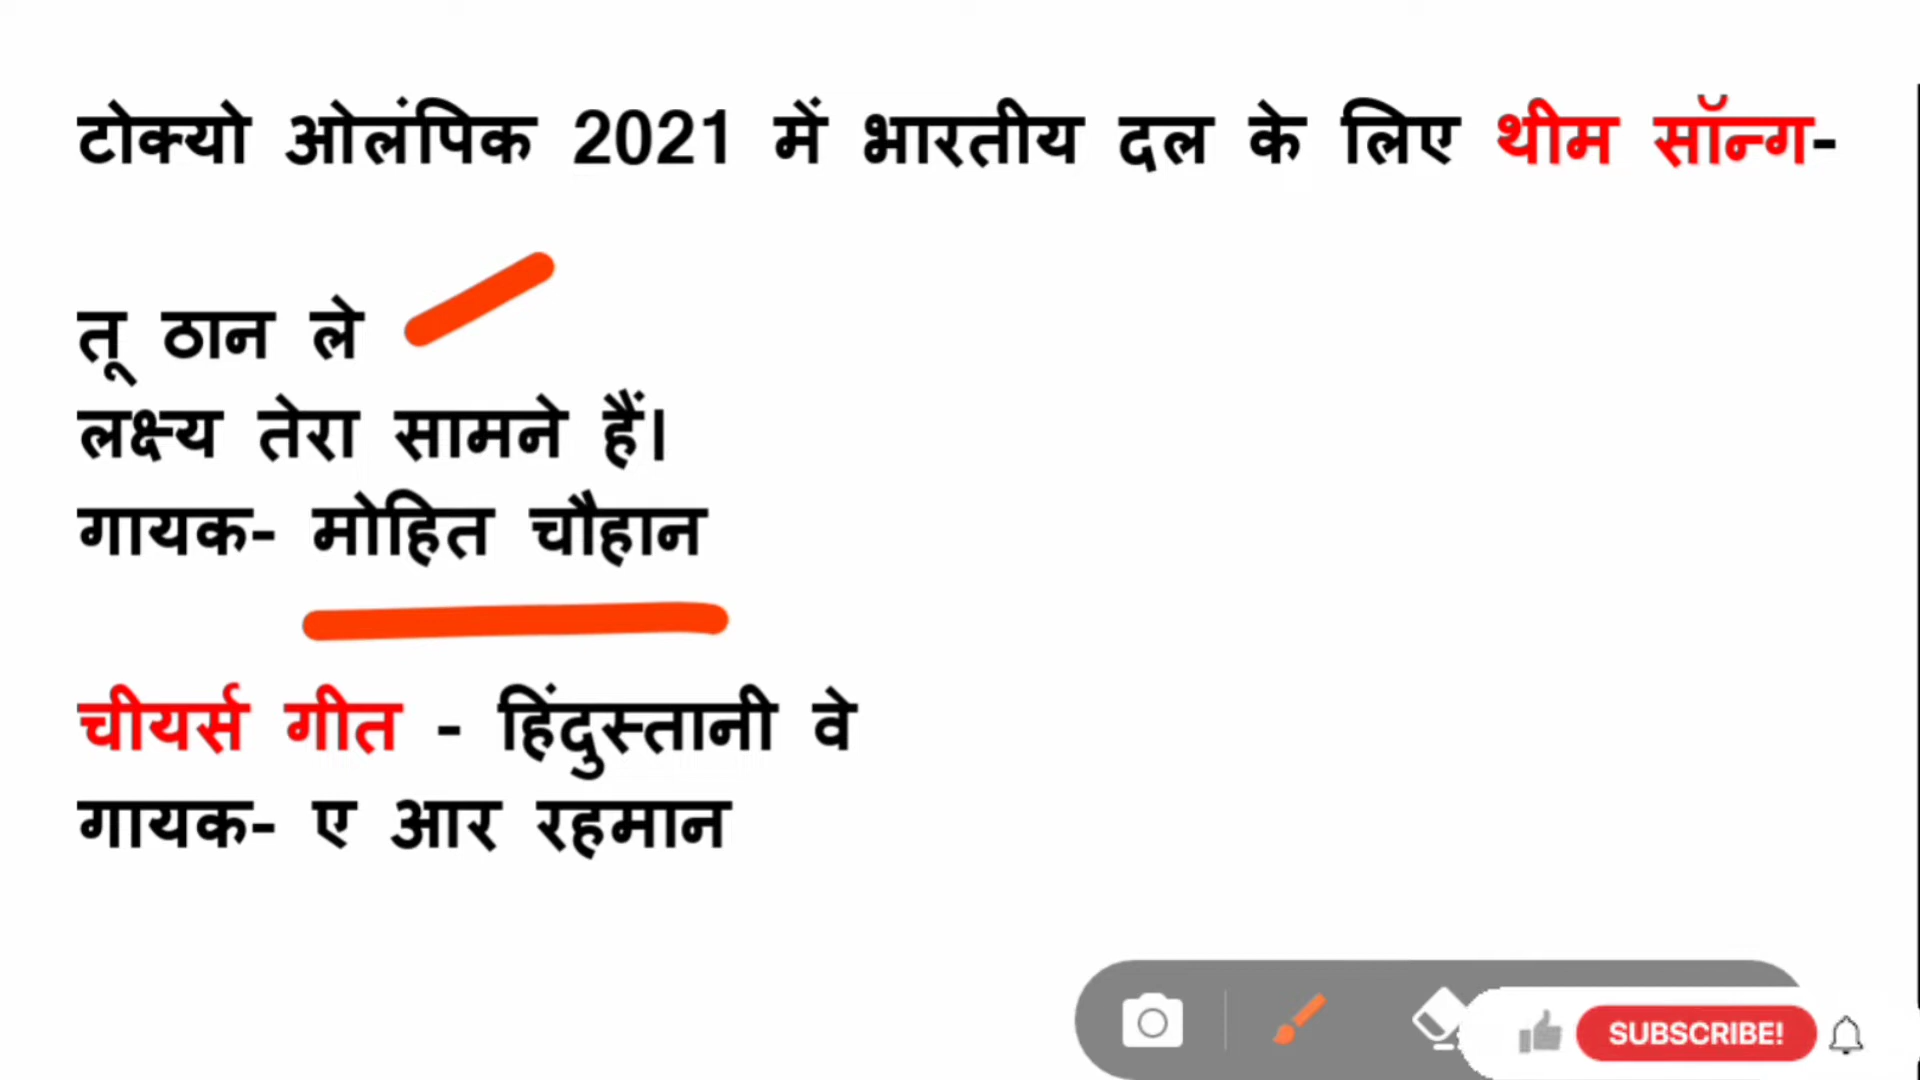 टोक्यो ओलंपिक 2021 में भारतीय दल के लिए थीम सॉन्ग-
तू ठान ले
लक्ष्य तेरा सामने हैं।
गायक- मोहित चौहान
चीयर्स गीत - हिंदुस्तानी वे
गायक- ए आर रहमान
SUBSCRIBE!